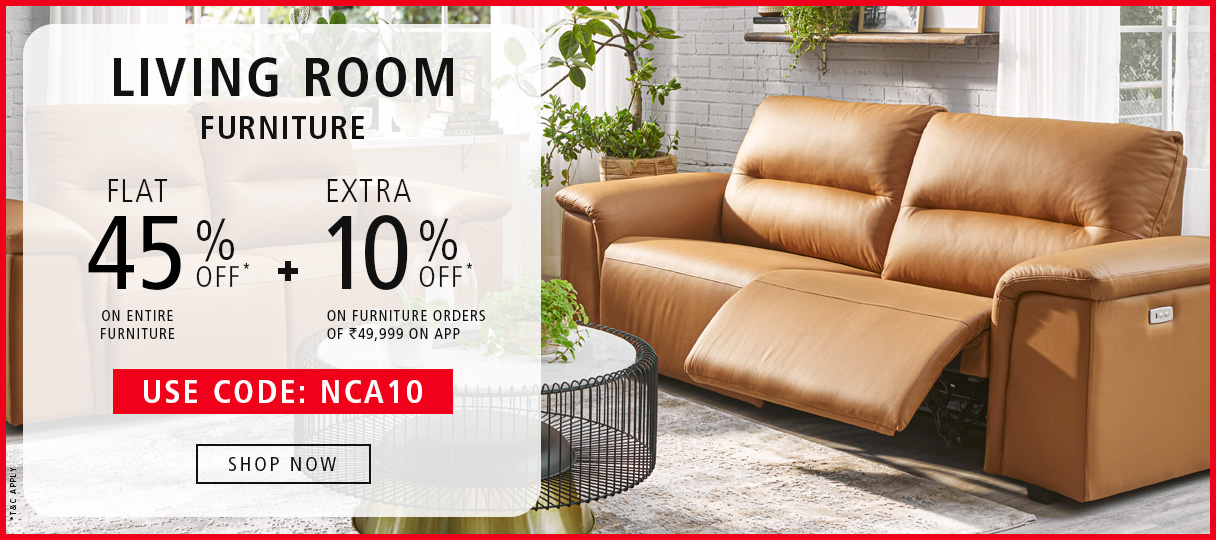 LIVING ROOM
FURNITURE
FLAT
45% OFF*
ON ENTIRE
FURNITURE
+
EXTRA
10% OFF*
ON FURNITURE ORDERS
OF ₹49,999 ON APP
USE CODE: NCA10
SHOP NOW
*T&C APPLY